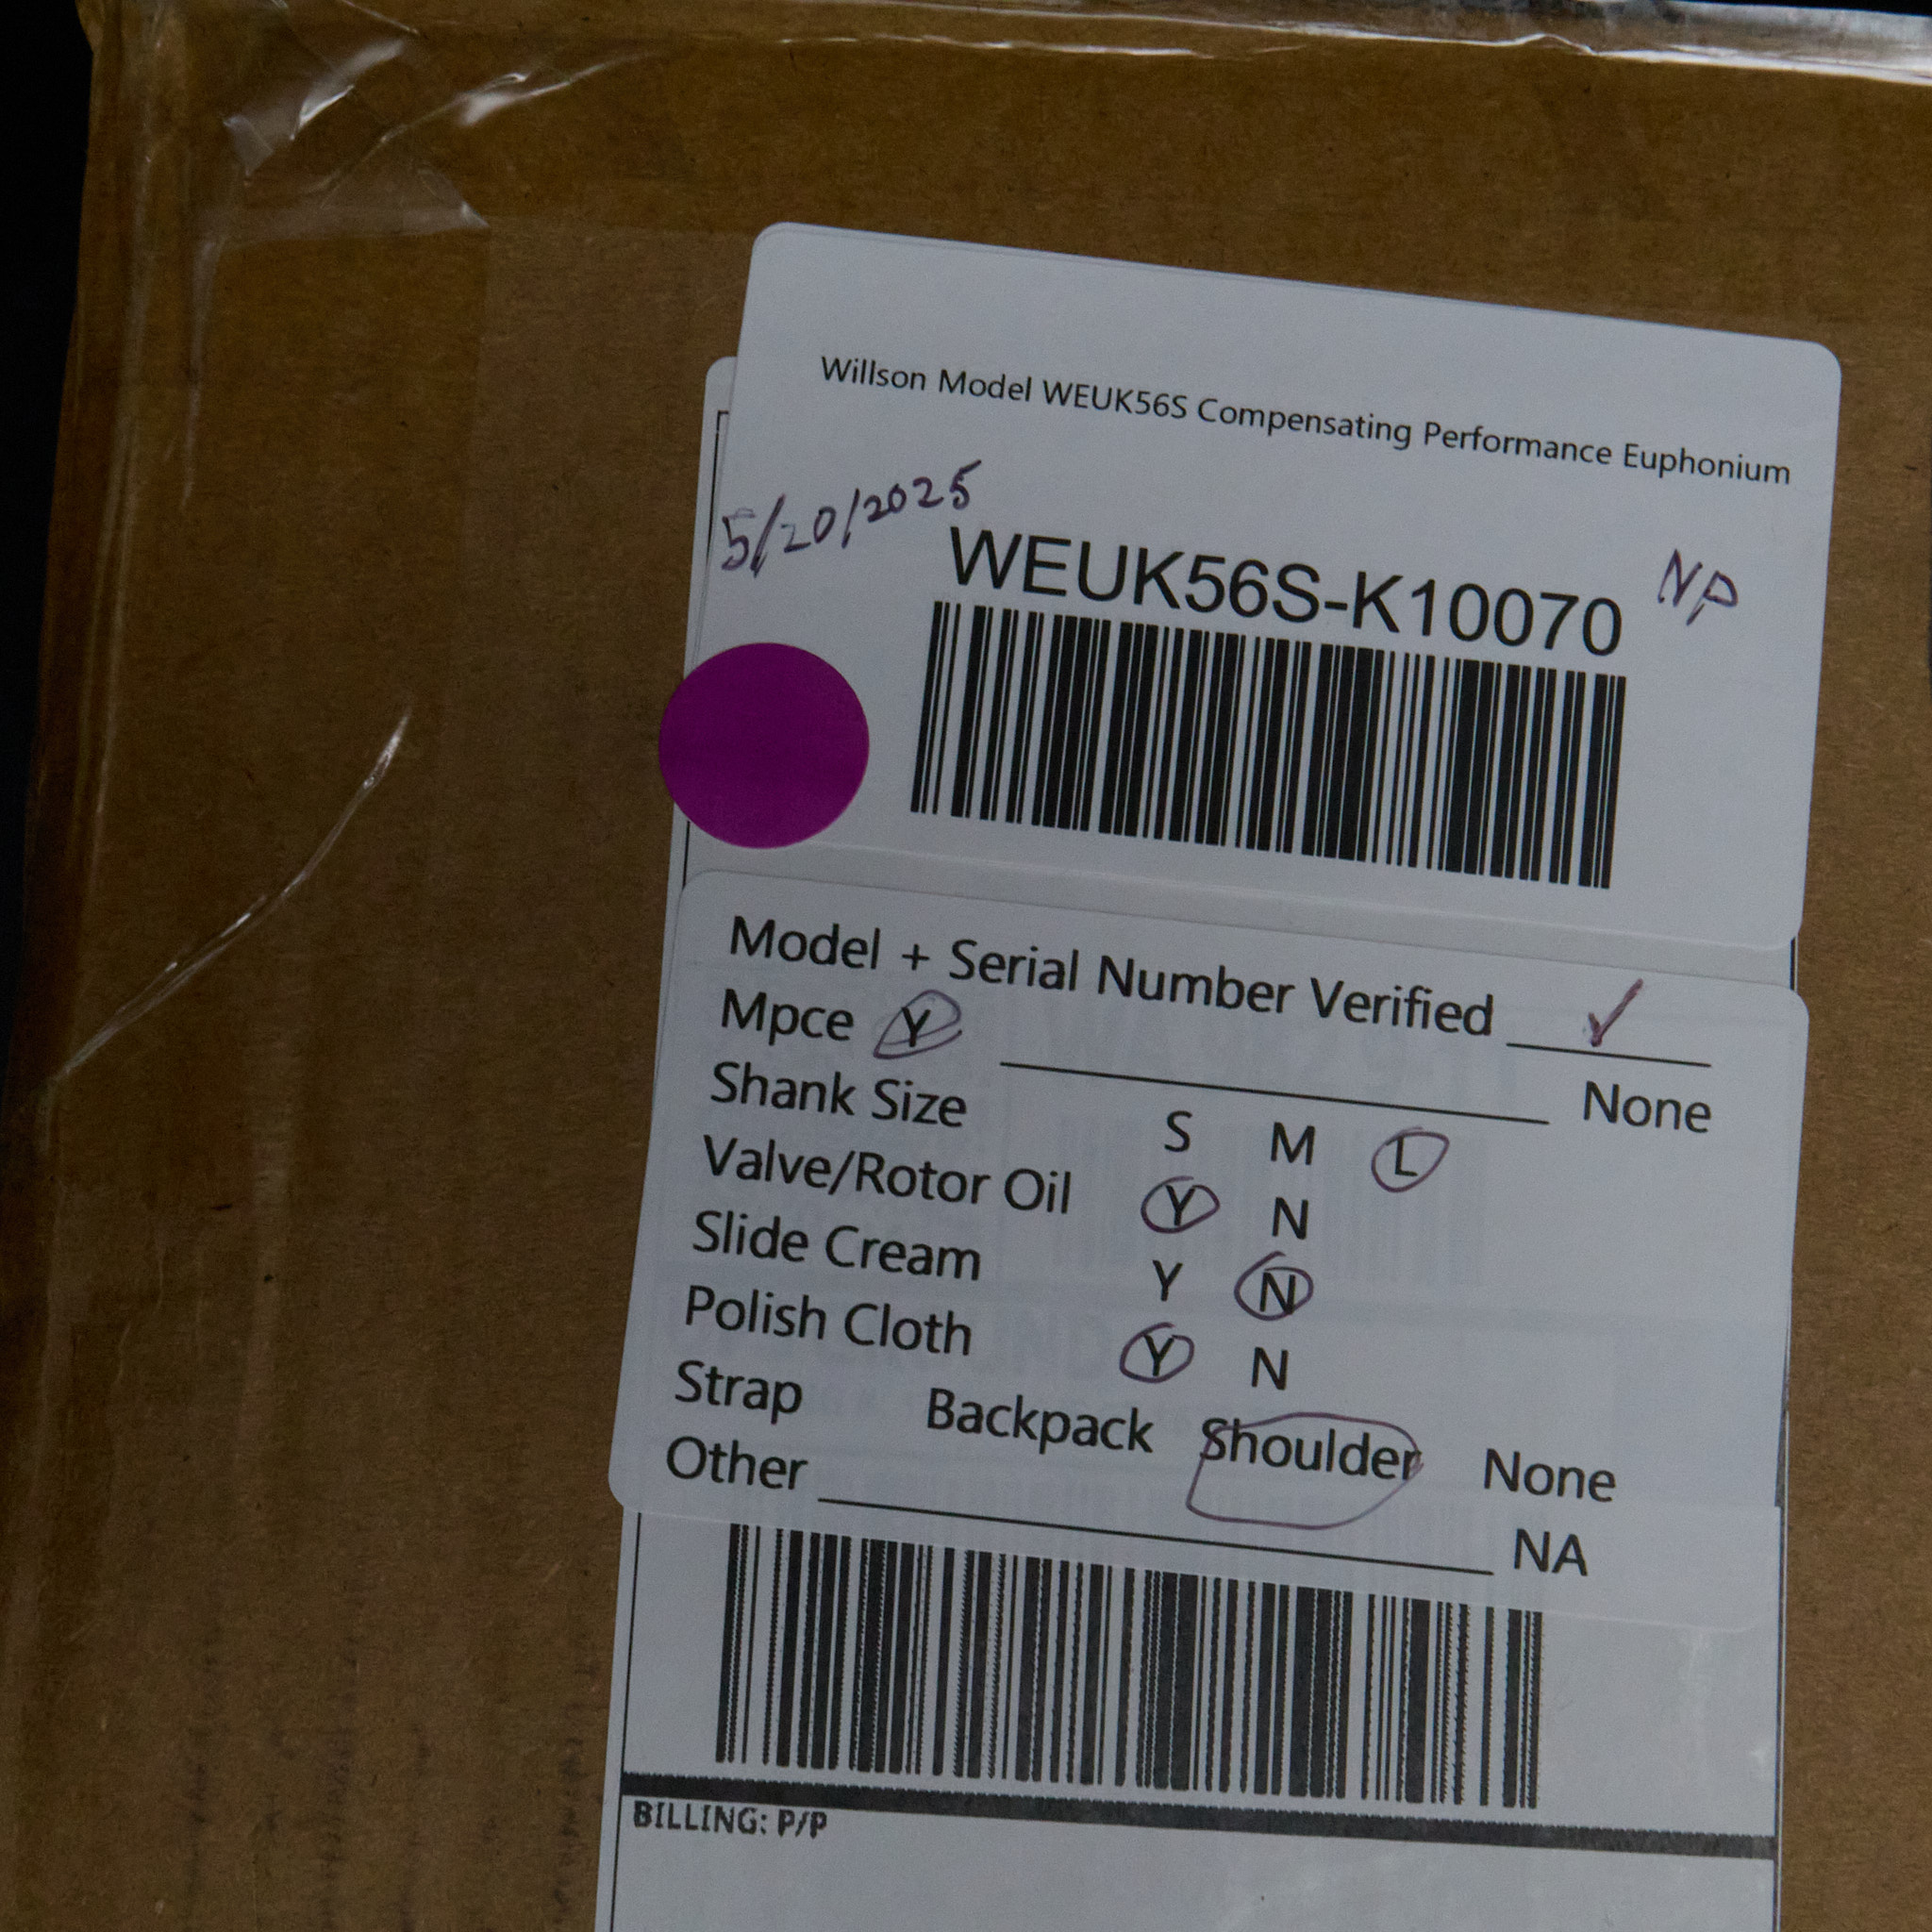 Willson Model WEUK56S Compensating Performance Euphonium
5/20/2025
WEUK56S-K10070 NP
Model + Serial Number Verified ✓
Mpce Y None
Shank Size S M L
Valve/Rotor Oil Y N
Slide Cream Y N
Polish Cloth Y N
Strap Backpack Shoulder None
Other NA
BILLING: P/P